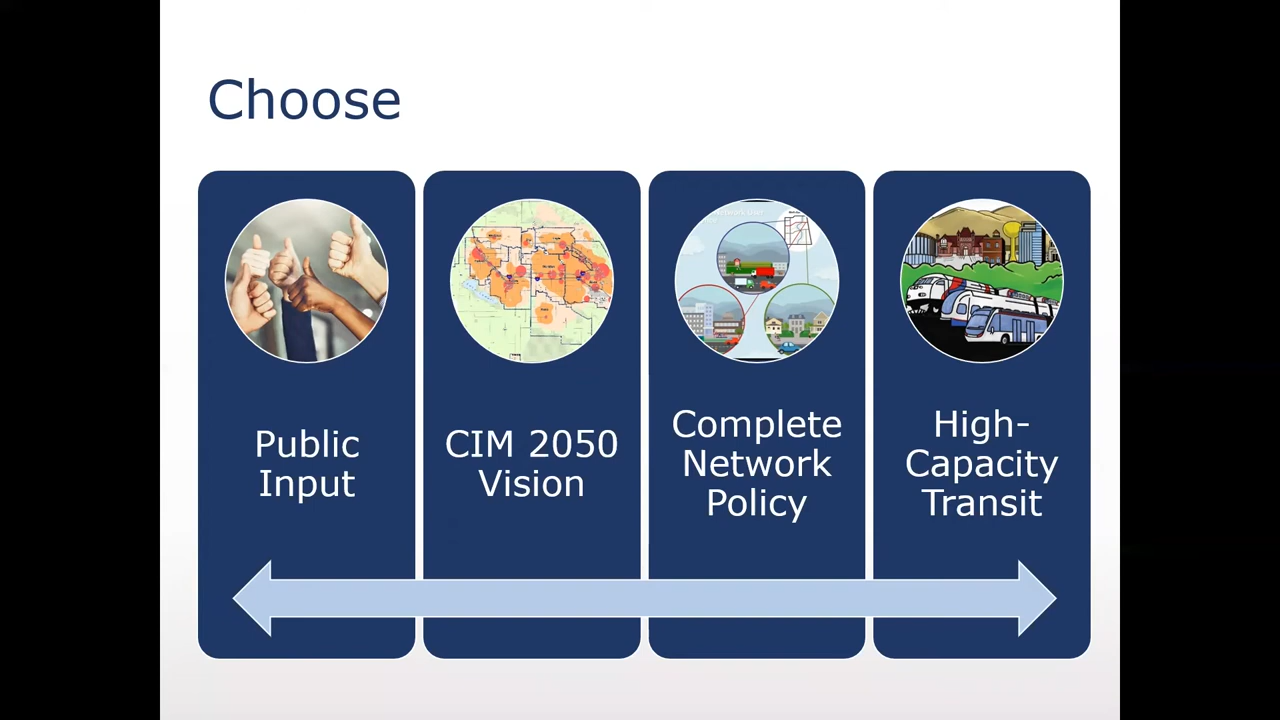 Choose
Public
Input
CIM 2050
Vision
Complete
Network
Policy
High-
Capacity
Transit